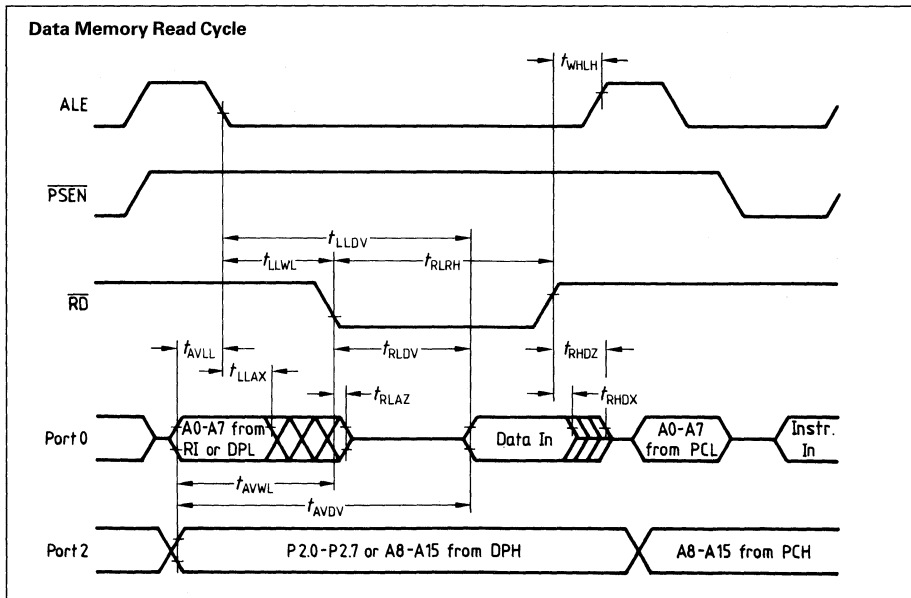 Data Memory Read Cycle
tWHLH
ALE
PSEN
tLLDV
tLLWL
tRLRH
RD
tAVLL
tRLDV
tRHDZ
tLLAX
tRLAZ
tRHDX
Port 0
A0-A7 from
RI or DPL
Data In
A0-A7
from PCL
Instr.
In
tAVWL
tAVDV
Port 2
P2.0-P2.7 or A8-A15 from DPH
A8-A15 from PCH